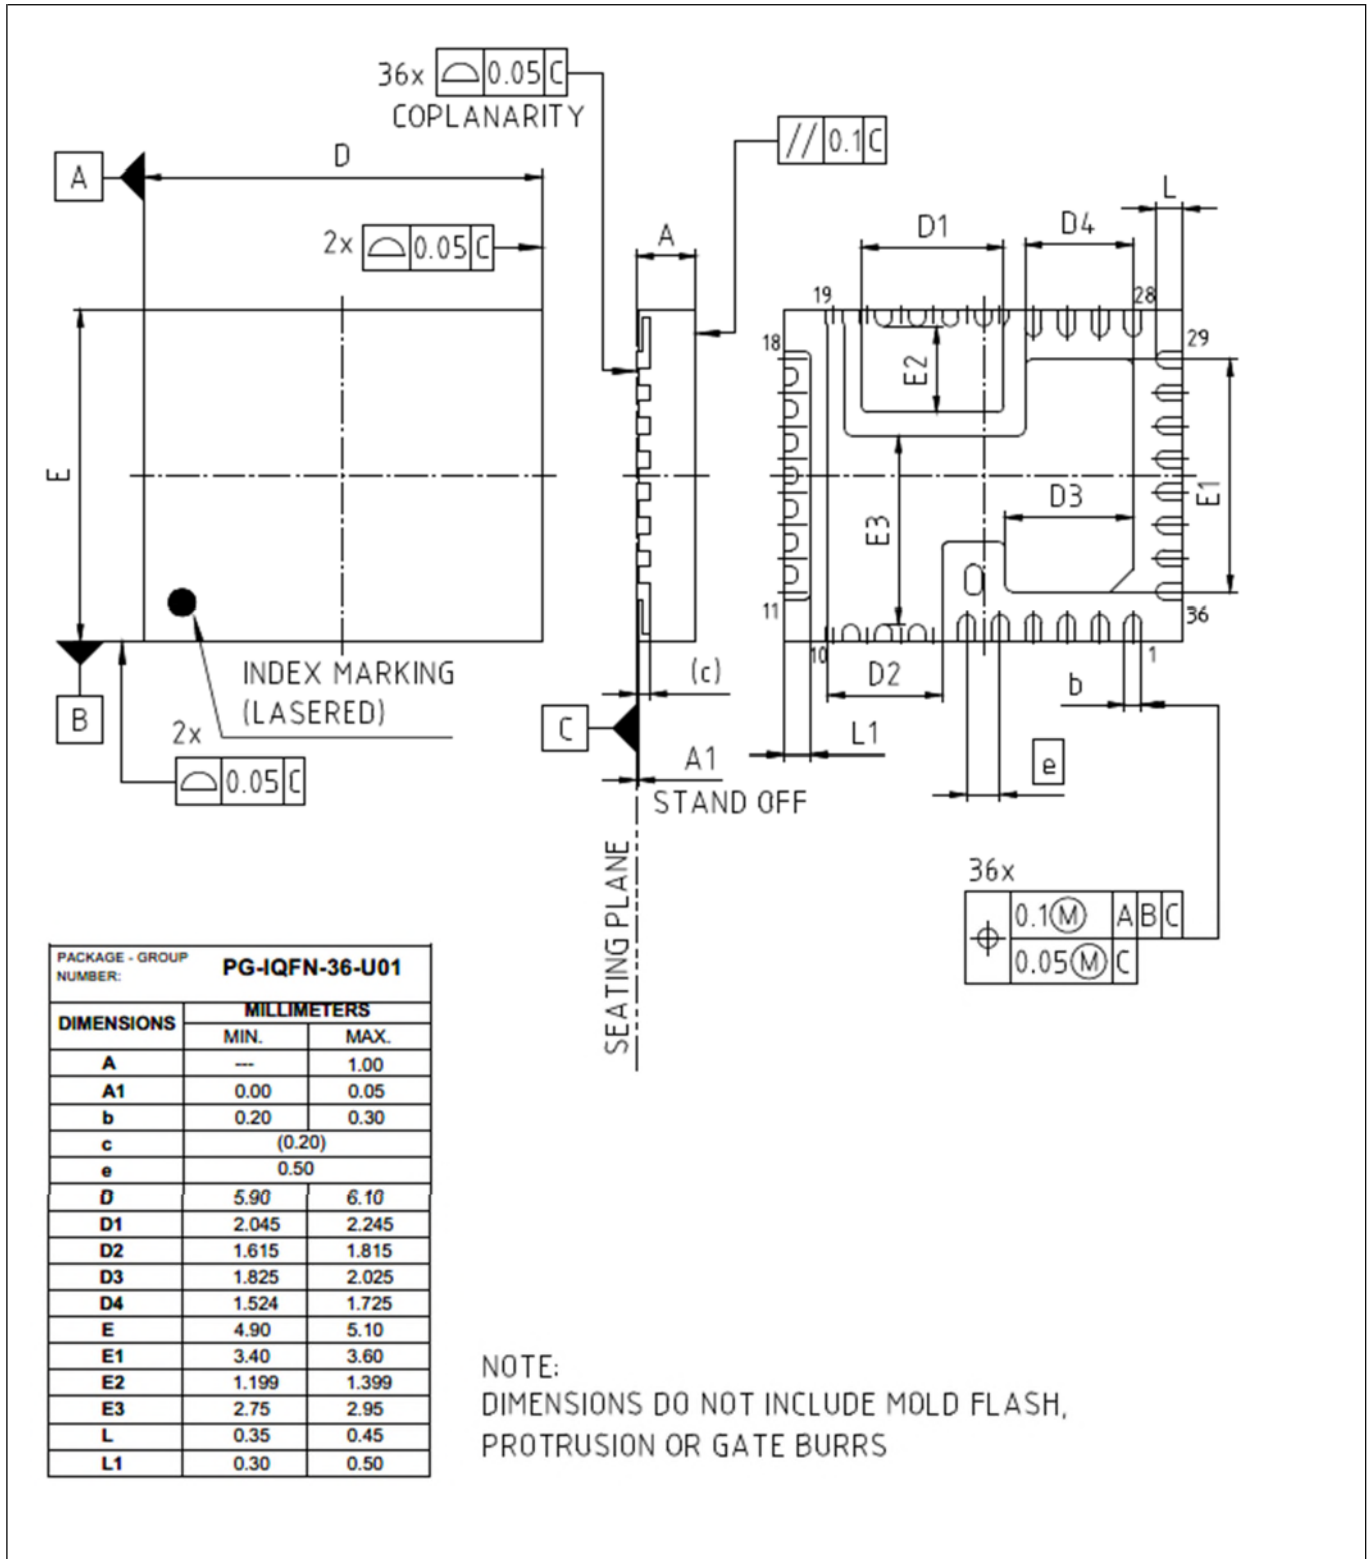 36x ⌓ 0.05 C
COPLANARITY
// 0.1 C
A
D
2x ⌓ 0.05 C
A
L
D1
D4
19
28
18
29
E2
E
E3
D3
E1
11
36
10
1
INDEX MARKING
(LASERED)
(c)
D2
b
B
2x
⌓ 0.05 C
C
L1
A1
e
STAND OFF
SEATING PLANE
36x
⌖ 0.1 Ⓜ A B C
0.05 Ⓜ C
PACKAGE - GROUP
NUMBER:
PG-IQFN-36-U01
DIMENSIONS MILLIMETERS
MIN. MAX.
A --- 1.00
A1 0.00 0.05
b 0.20 0.30
c (0.20)
e 0.50
D 5.90 6.10
D1 2.045 2.245
D2 1.615 1.815
D3 1.825 2.025
D4 1.524 1.725
E 4.90 5.10
E1 3.40 3.60
E2 1.199 1.399
E3 2.75 2.95
L 0.35 0.45
L1 0.30 0.50
NOTE:
DIMENSIONS DO NOT INCLUDE MOLD FLASH,
PROTRUSION OR GATE BURRS